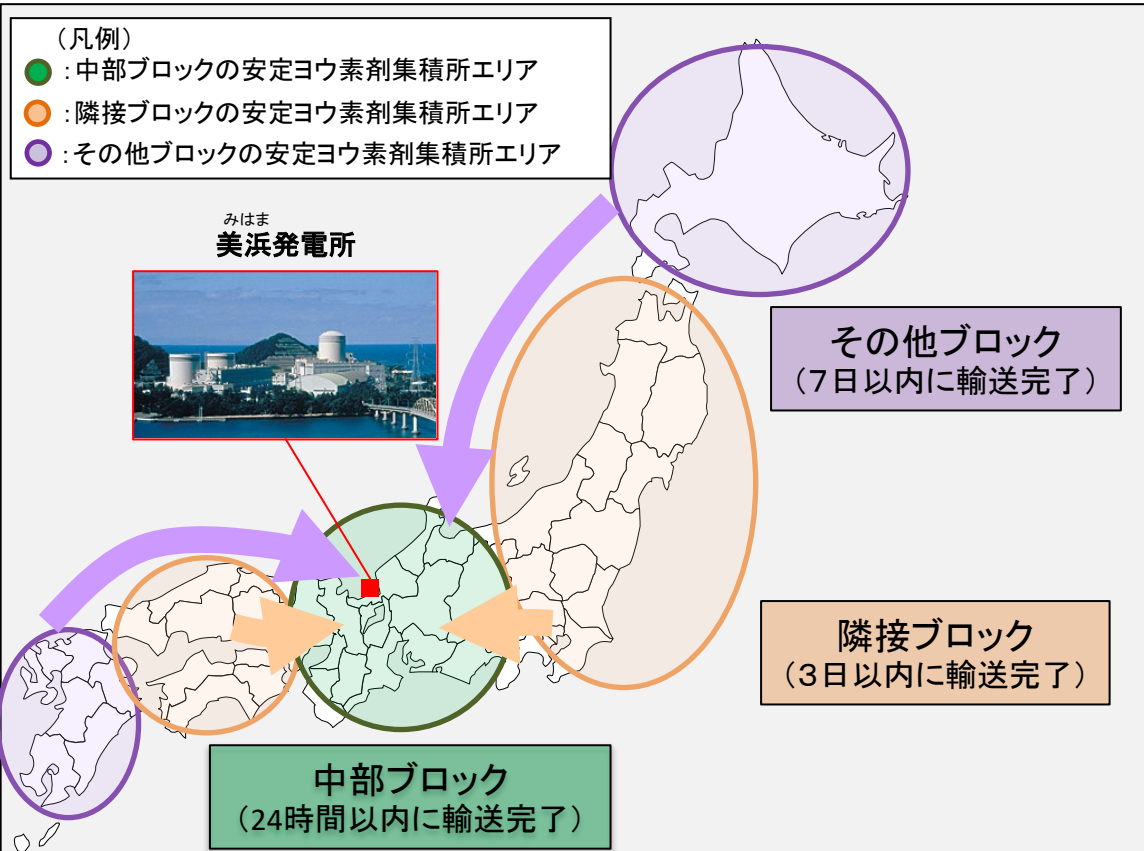 （凡例）
：中部ブロックの安定ヨウ素剤集積所エリア
：隣接ブロックの安定ヨウ素剤集積所エリア
：その他ブロックの安定ヨウ素剤集積所エリア
みはま
美浜発電所
その他ブロック
（７日以内に輸送完了）
隣接ブロック
（３日以内に輸送完了）
中部ブロック
（24時間以内に輸送完了）